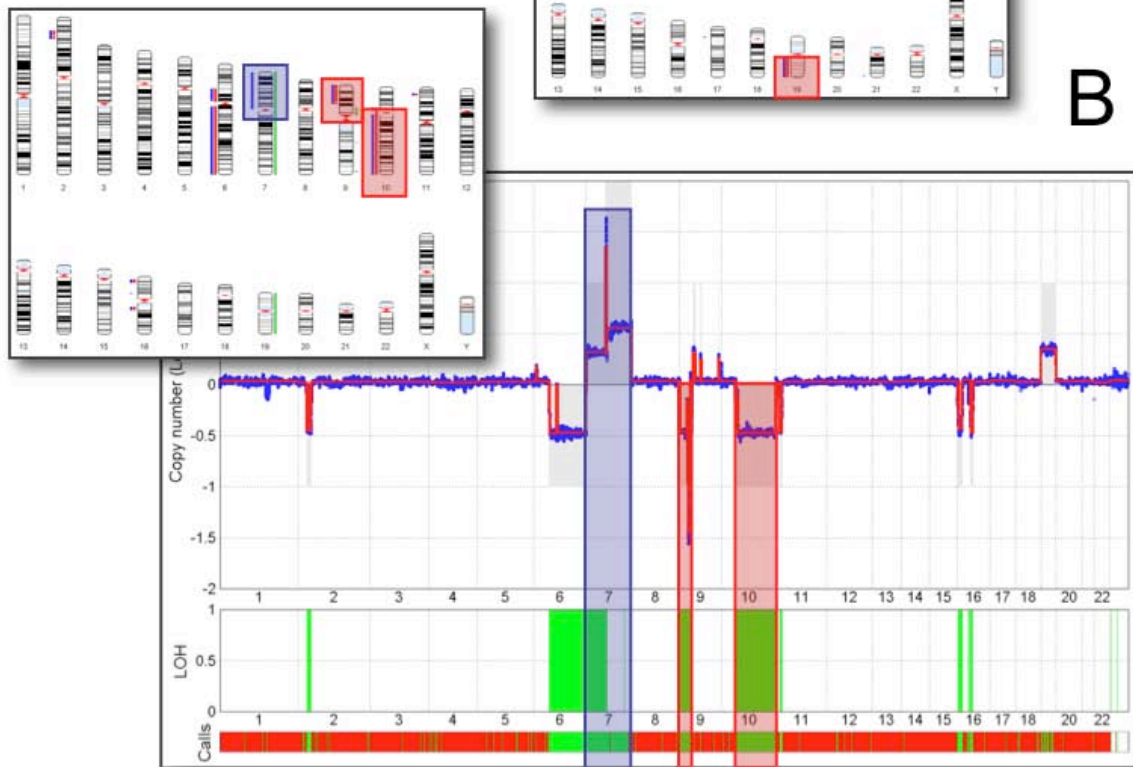 13 14 15 16 17 18 19 20 21 22 X Y
B
1 2 3 4 5 6 7 8 9 10 11 12
13 14 15 16 17 18 19 20 21 22 X Y
Copy number
0
-0.5
-1
-1.5
-2
1 2 3 4 5 6 7 8 9 10 11 12 13 14 15 16 17 18 20 22
LOH
1
0.5
0
1 2 3 4 5 6 7 8 9 10 11 12 13 14 15 16 17 18 20 22
Calls